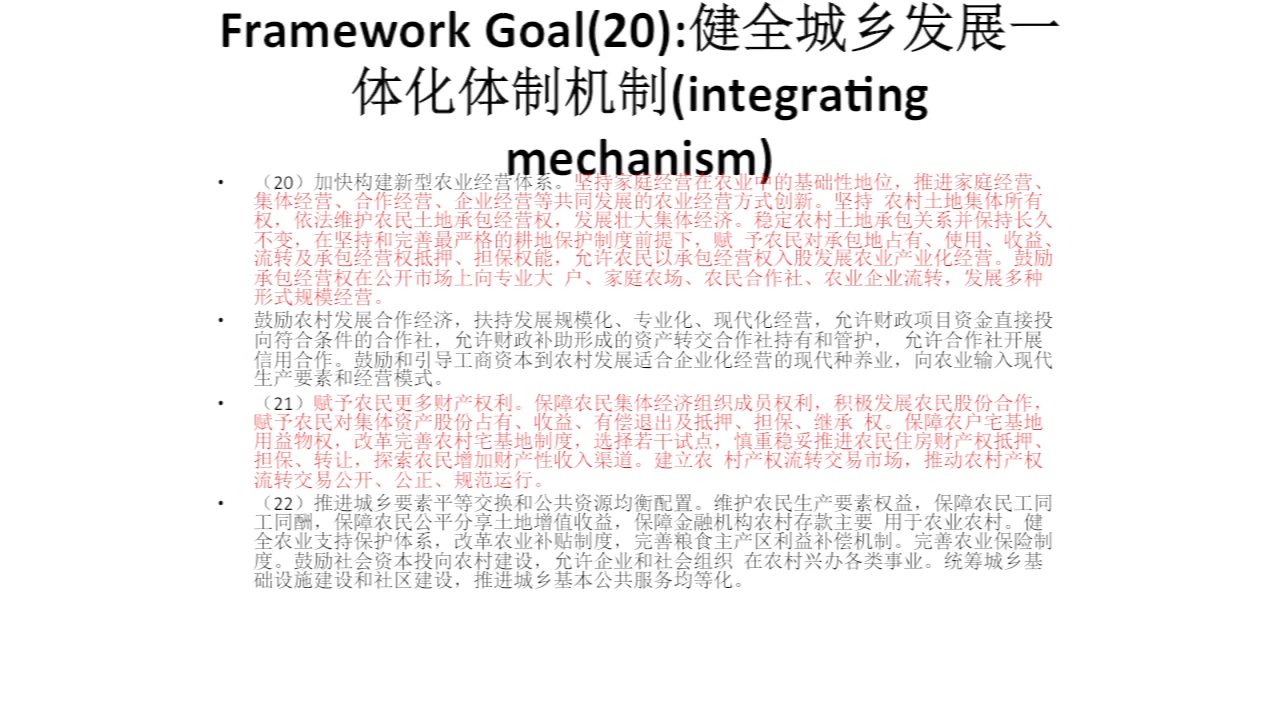 Framework Goal(20):健全城乡发展一
体化体制机制(integrating
mechanism)
• （20）加快构建新型农业经营体系。坚持家庭经营在农业中的基础性地位，推进家庭经营、
集体经营、合作经营、企业经营等共同发展的农业经营方式创新。坚持 农村土地集体所有
权，依法维护农民土地承包经营权，发展壮大集体经济。稳定农村土地承包关系并保持长久
不变，在坚持和完善最严格的耕地保护制度前提下，赋 予农民对承包地占有、使用、收益、
流转及承包经营权抵押、担保权能，允许农民以承包经营权入股发展农业产业化经营。鼓励
承包经营权在公开市场上向专业大 户、家庭农场、农民合作社、农业企业流转，发展多种
形式规模经营。
• 鼓励农村发展合作经济，扶持发展规模化、专业化、现代化经营，允许财政项目资金直接投
向符合条件的合作社，允许财政补助形成的资产转交合作社持有和管护， 允许合作社开展
信用合作。鼓励和引导工商资本到农村发展适合企业化经营的现代种养业，向农业输入现代
生产要素和经营模式。
• （21）赋予农民更多财产权利。保障农民集体经济组织成员权利，积极发展农民股份合作，
赋予农民对集体资产股份占有、收益、有偿退出及抵押、担保、继承 权。保障农户宅基地
用益物权，改革完善农村宅基地制度，选择若干试点，慎重稳妥推进农民住房财产权抵押、
担保、转让，探索农民增加财产性收入渠道。建立农 村产权流转交易市场，推动农村产权
流转交易公开、公正、规范运行。
• （22）推进城乡要素平等交换和公共资源均衡配置。维护农民生产要素权益，保障农民工同
工同酬，保障农民公平分享土地增值收益，保障金融机构农村存款主要 用于农业农村。健
全农业支持保护体系，改革农业补贴制度，完善粮食主产区利益补偿机制。完善农业保险制
度。鼓励社会资本投向农村建设，允许企业和社会组织 在农村兴办各类事业。统筹城乡基
础设施建设和社区建设，推进城乡基本公共服务均等化。